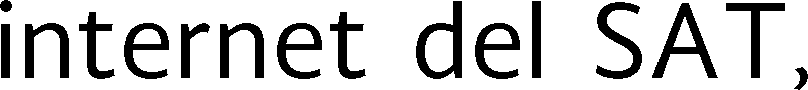 internet del SAT,